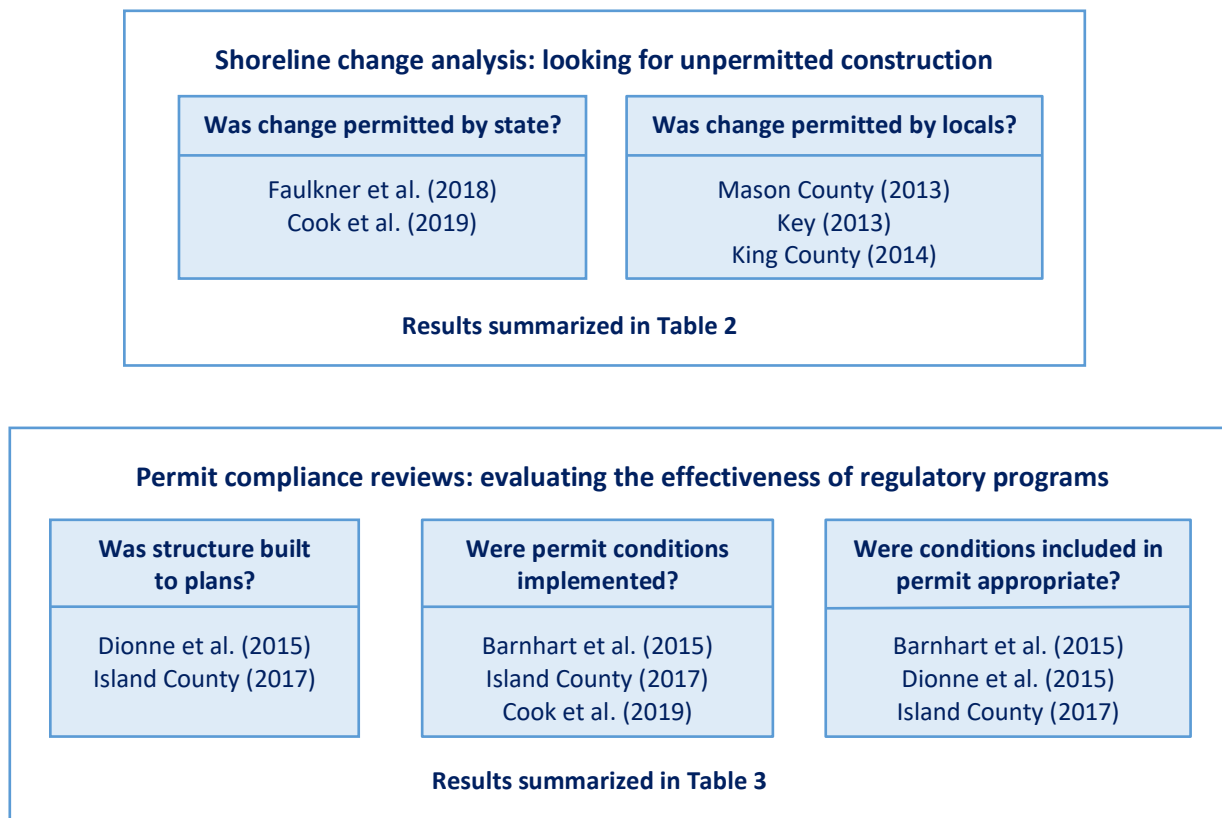 Shoreline change analysis: looking for unpermitted construction
Was change permitted by state?
Faulkner et al. (2018)
Cook et al. (2019)
Was change permitted by locals?
Mason County (2013)
Key (2013)
King County (2014)
Results summarized in Table 2
Permit compliance reviews: evaluating the effectiveness of regulatory programs
Was structure built
to plans?
Dionne et al. (2015)
Island County (2017)
Were permit conditions
implemented?
Barnhart et al. (2015)
Island County (2017)
Cook et al. (2019)
Were conditions included in
permit appropriate?
Barnhart et al. (2015)
Dionne et al. (2015)
Island County (2017)
Results summarized in Table 3